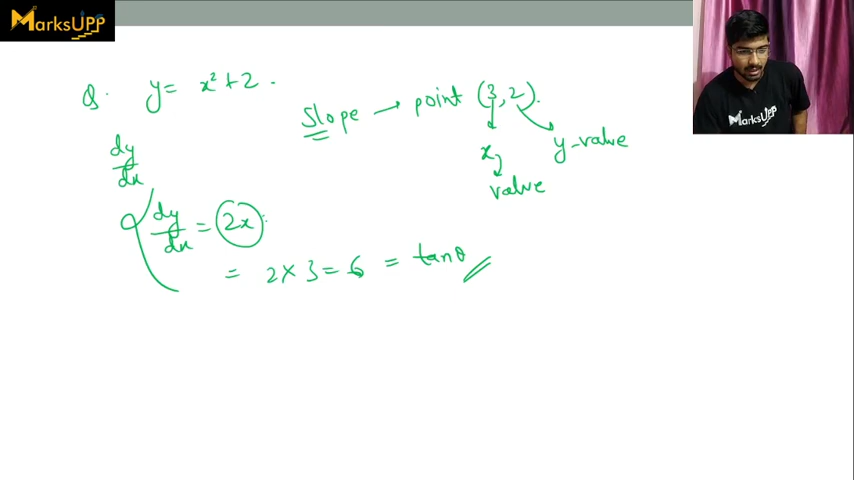 MarksUPP
Q. y = x² + 2 .
Slope → point (3, 2).
x
value
y-value
dy/dx
dy/dx = 2x
= 2 × 3 = 6 = tanθ
MarksUPP